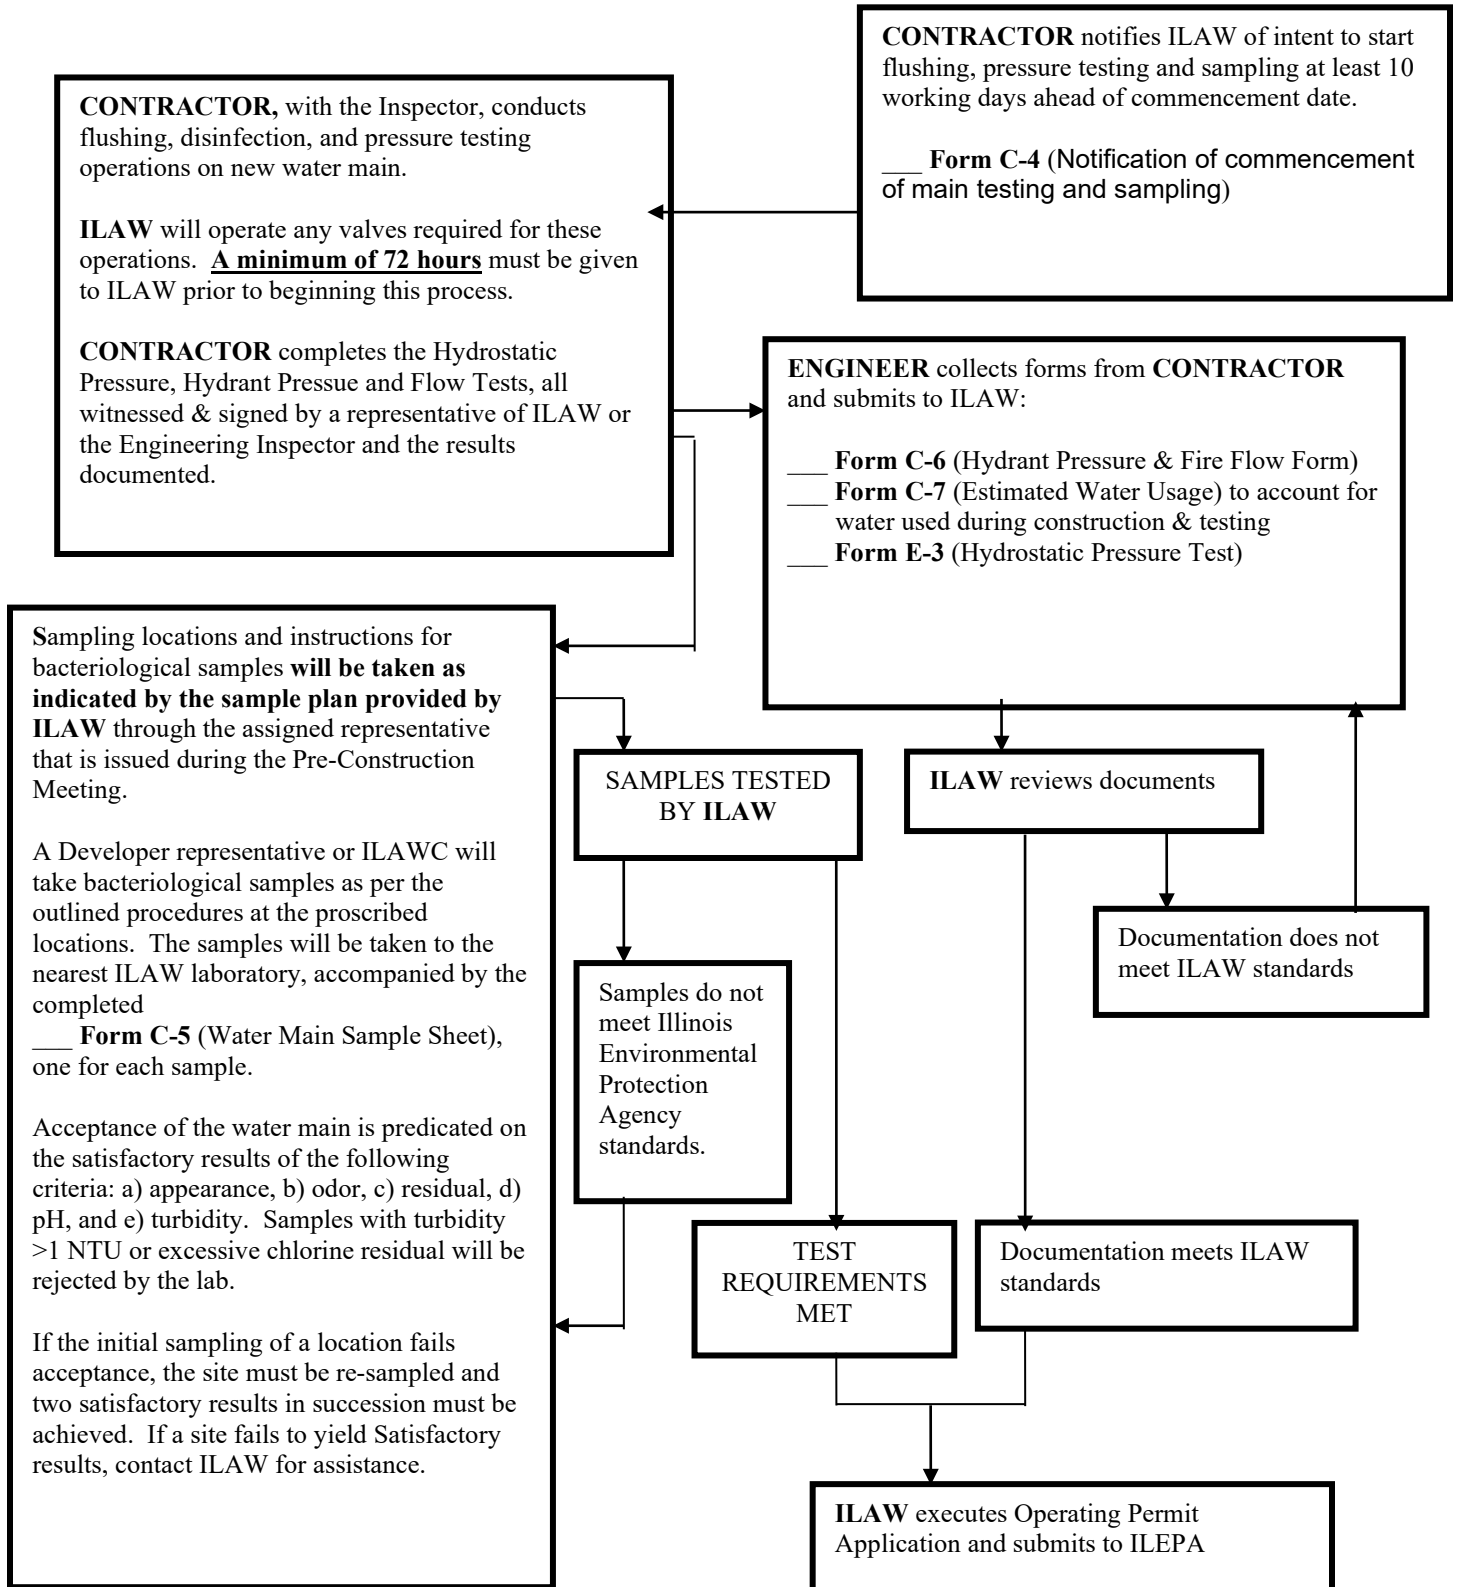 CONTRACTOR notifies ILAW of intent to start
flushing, pressure testing and sampling at least 10
working days ahead of commencement date.
___ Form C-4 (Notification of commencement
of main testing and sampling)
CONTRACTOR, with the Inspector, conducts
flushing, disinfection, and pressure testing
operations on new water main.
ILAW will operate any valves required for these
operations.  A minimum of 72 hours must be given
to ILAW prior to beginning this process.
CONTRACTOR completes the Hydrostatic
Pressure, Hydrant Pressue and Flow Tests, all
witnessed & signed by a representative of ILAW or
the Engineering Inspector and the results
documented.
ENGINEER collects forms from CONTRACTOR
and submits to ILAW:
___ Form C-6 (Hydrant Pressure & Fire Flow Form)
___ Form C-7 (Estimated Water Usage) to account for
water used during construction & testing
___ Form E-3 (Hydrostatic Pressure Test)
Sampling locations and instructions for
bacteriological samples will be taken as
indicated by the sample plan provided by
ILAW through the assigned representative
that is issued during the Pre-Construction
Meeting.
A Developer representative or ILAWC will
take bacteriological samples as per the
outlined procedures at the proscribed
locations.  The samples will be taken to the
nearest ILAW laboratory, accompanied by the
completed
___ Form C-5 (Water Main Sample Sheet),
one for each sample.
Acceptance of the water main is predicated on
the satisfactory results of the following
criteria: a) appearance, b) odor, c) residual, d)
pH, and e) turbidity.  Samples with turbidity
>1 NTU or excessive chlorine residual will be
rejected by the lab.
If the initial sampling of a location fails
acceptance, the site must be re-sampled and
two satisfactory results in succession must be
achieved.  If a site fails to yield Satisfactory
results, contact ILAW for assistance.
SAMPLES TESTED
BY ILAW
ILAW reviews documents
Documentation does not
meet ILAW standards
Samples do not
meet Illinois
Environmental
Protection
Agency
standards.
TEST
REQUIREMENTS
MET
Documentation meets ILAW
standards
ILAW executes Operating Permit
Application and submits to ILEPA